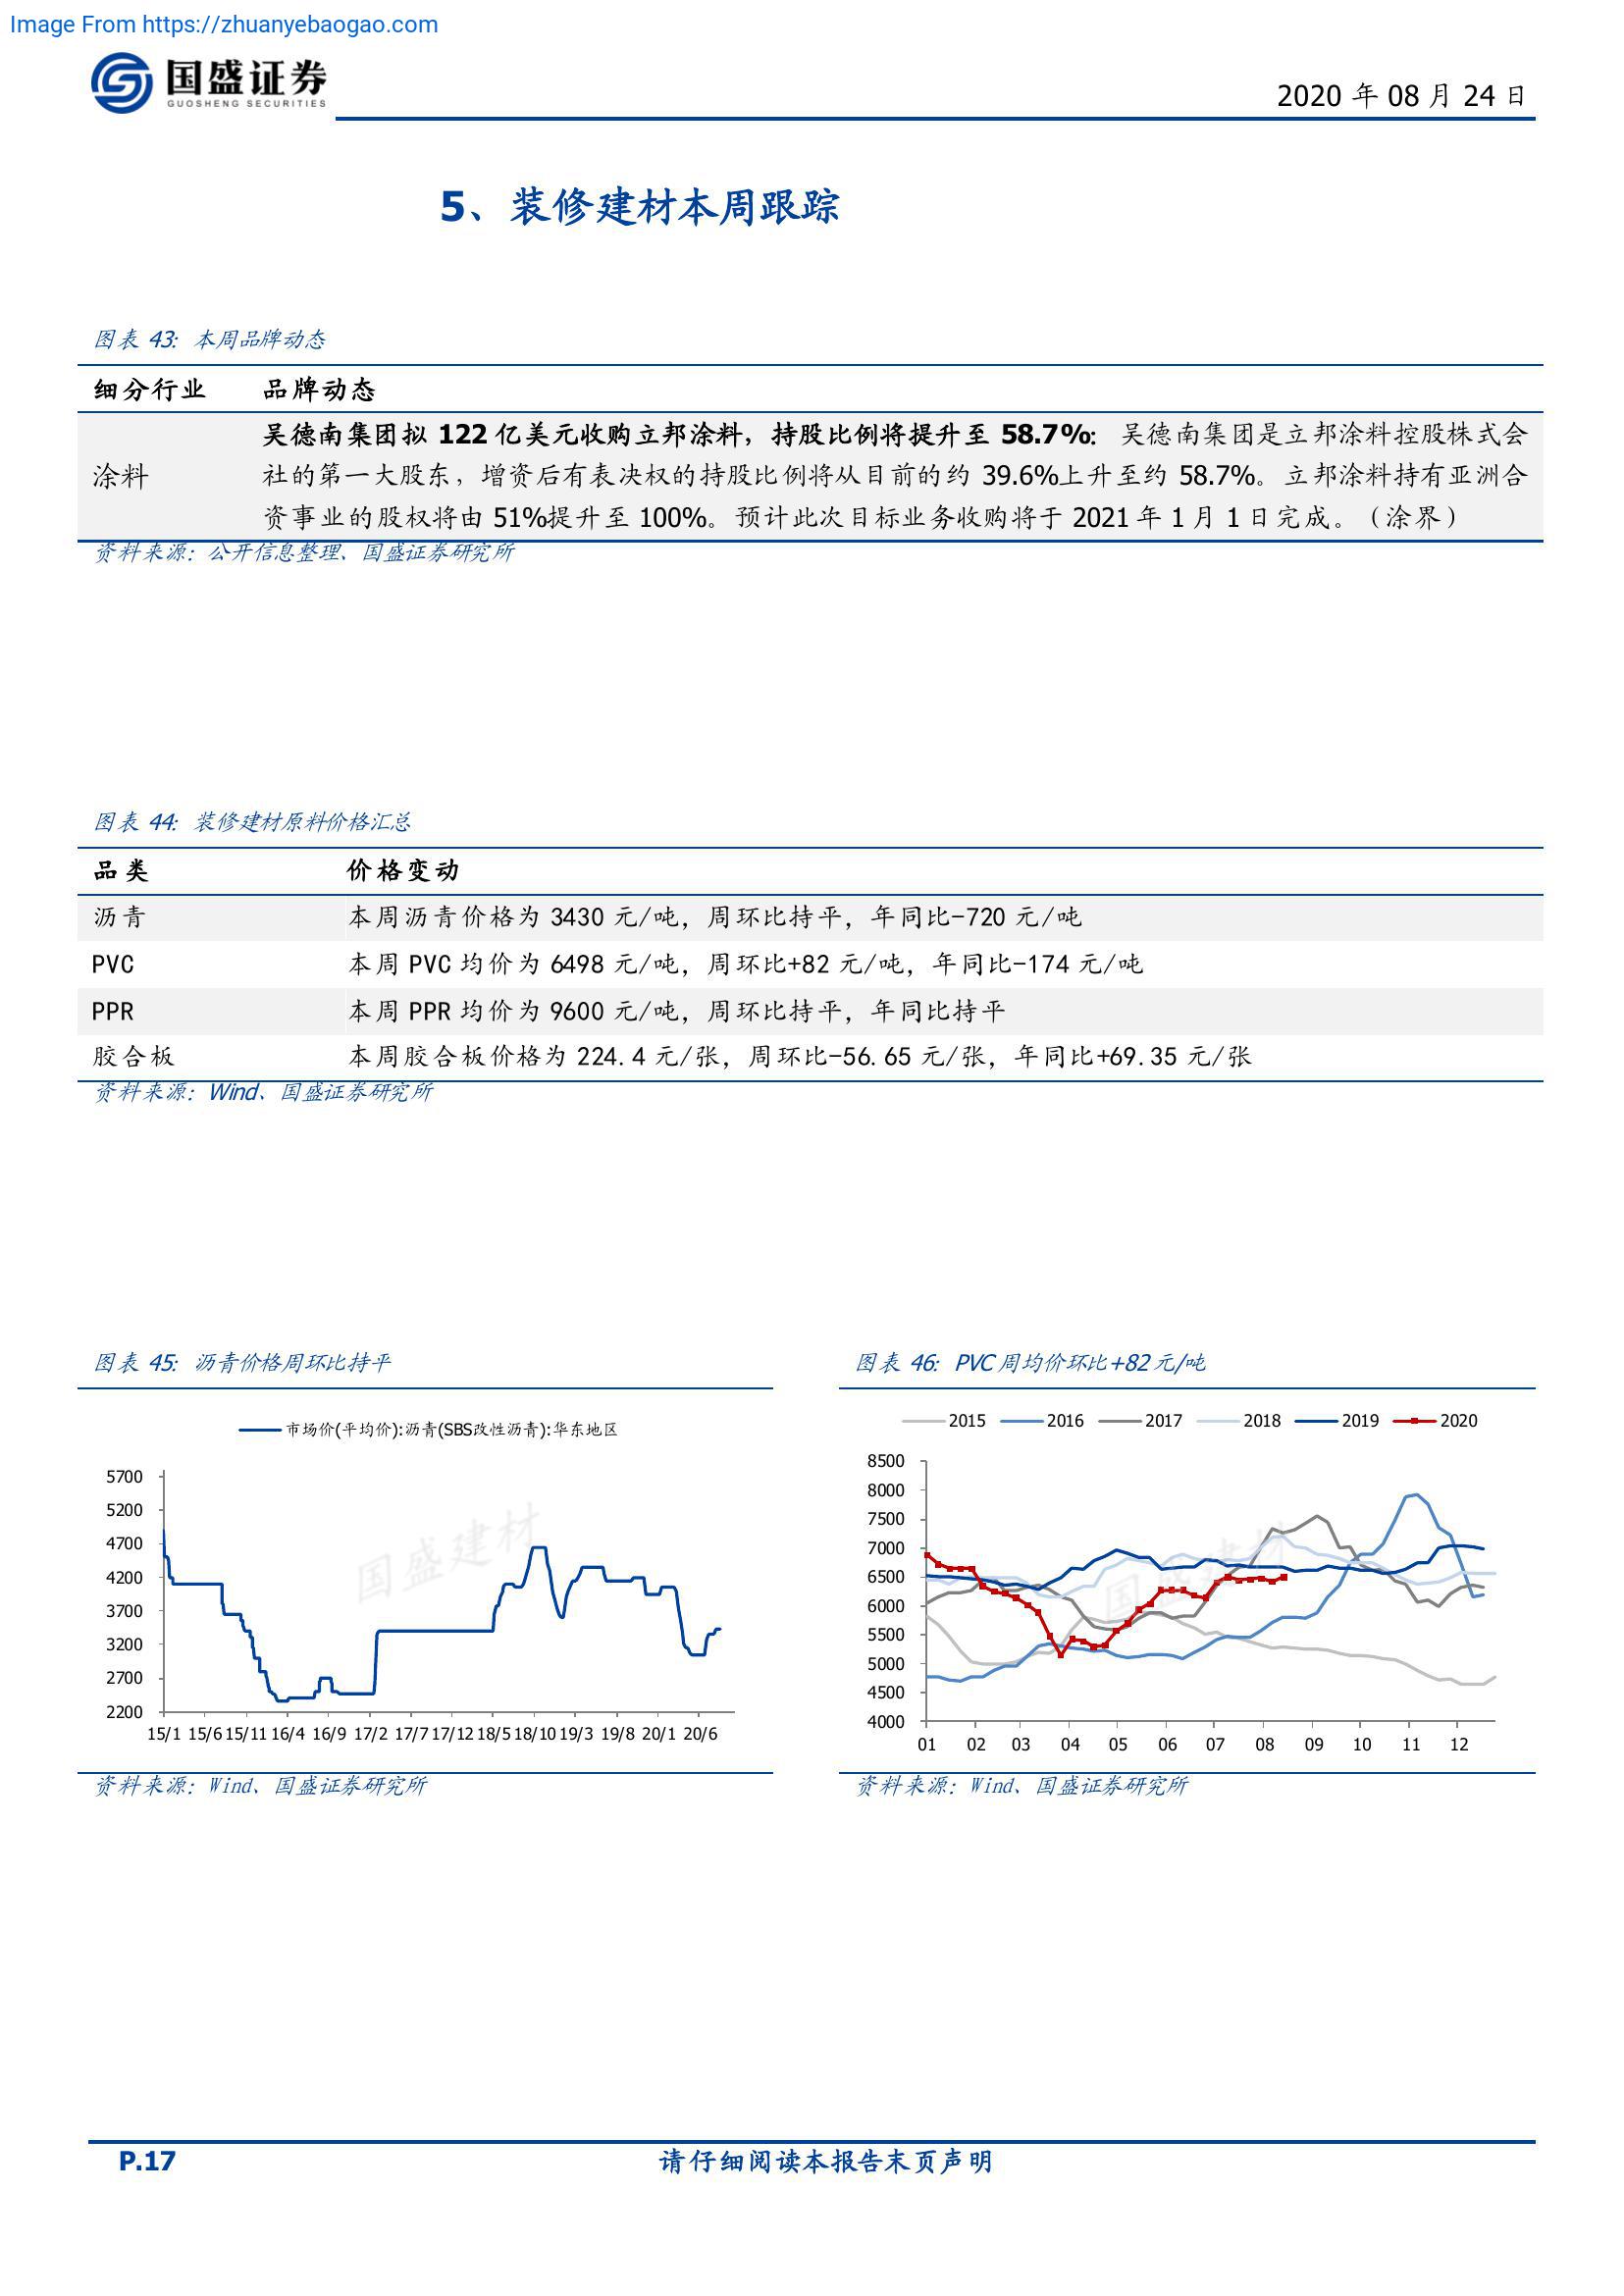 Image From https://zhuanyebaogao.com
国盛证券
GUOSHENG SECURITIES
2020 年 08 月 24 日
5、装修建材本周跟踪
图表 43: 本周品牌动态
细分行业 品牌动态
吴德南集团拟 122 亿美元收购立邦涂料，持股比例将提升至 58.7%: 吴德南集团是立邦涂料控股株式会
涂料 社的第一大股东，增资后有表决权的持股比例将从目前的约 39.6%上升至约 58.7%。立邦涂料持有亚洲合
资事业的股权将由 51%提升至 100%。预计此次目标业务收购将于 2021 年 1 月 1 日完成。（涂界）
资料来源：公开信息整理、国盛证券研究所
图表 44: 装修建材原料价格汇总
品类 价格变动
沥青 本周沥青价格为 3430 元/吨，周环比持平，年同比-720 元/吨
PVC 本周 PVC 均价为 6498 元/吨，周环比+82 元/吨，年同比-174 元/吨
PPR 本周 PPR 均价为 9600 元/吨，周环比持平，年同比持平
胶合板 本周胶合板价格为 224.4 元/张，周环比-56.65 元/张，年同比+69.35 元/张
资料来源：Wind、国盛证券研究所
图表 45: 沥青价格周环比持平
市场价(平均价):沥青(SBS改性沥青):华东地区
5700
5200
4700
4200
3700
3200
2700
2200
15/1 15/6 15/11 16/4 16/9 17/2 17/7 17/12 18/5 18/10 19/3 19/8 20/1 20/6
国盛建材
资料来源：Wind、国盛证券研究所
图表 46: PVC 周均价环比+82 元/吨
2015 2016 2017 2018 2019 2020
8500
8000
7500
7000
6500
6000
5500
5000
4500
4000
01 02 03 04 05 06 07 08 09 10 11 12
国盛建材
资料来源：Wind、国盛证券研究所
P.17 请仔细阅读本报告末页声明